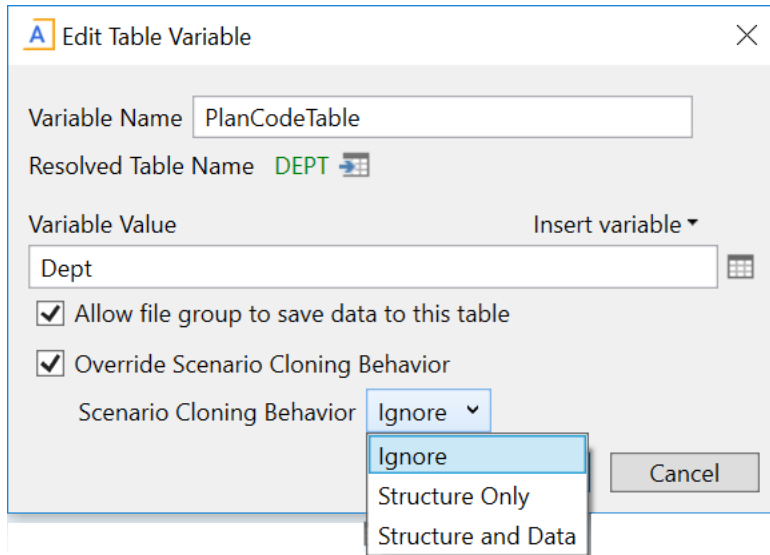 A Edit Table Variable
Variable Name PlanCodeTable
Resolved Table Name DEPT
Variable Value Insert variable
Dept
Allow file group to save data to this table
Override Scenario Cloning Behavior
Scenario Cloning Behavior Ignore
Ignore
Cancel
Structure Only
Structure and Data